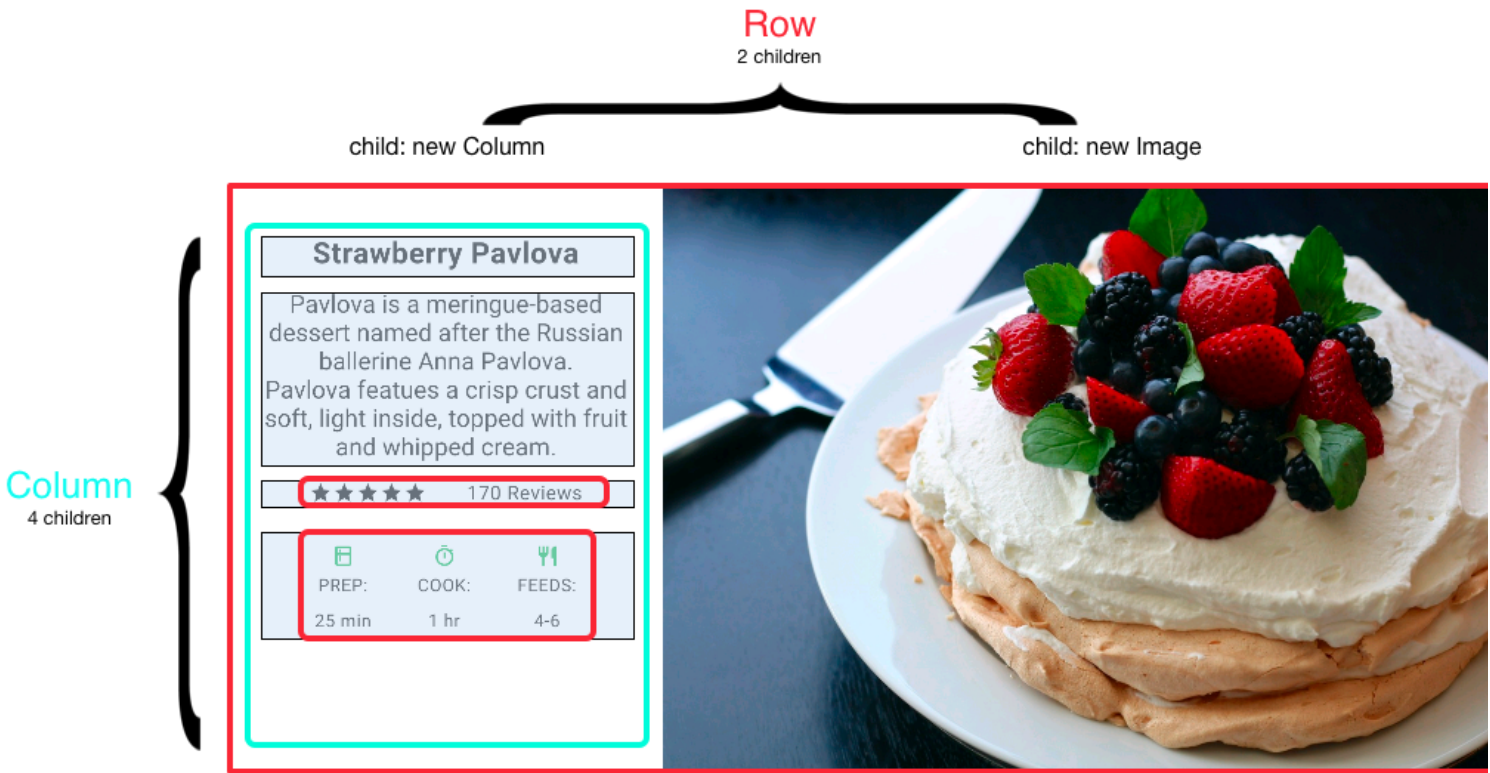 Row
2 children
child: new Column
child: new Image
Column
4 children
Strawberry Pavlova
Pavlova is a meringue-based
dessert named after the Russian
ballerine Anna Pavlova.
Pavlova featues a crisp crust and
soft, light inside, topped with fruit
and whipped cream.
170 Reviews
PREP: COOK: FEEDS:
25 min 1 hr 4-6